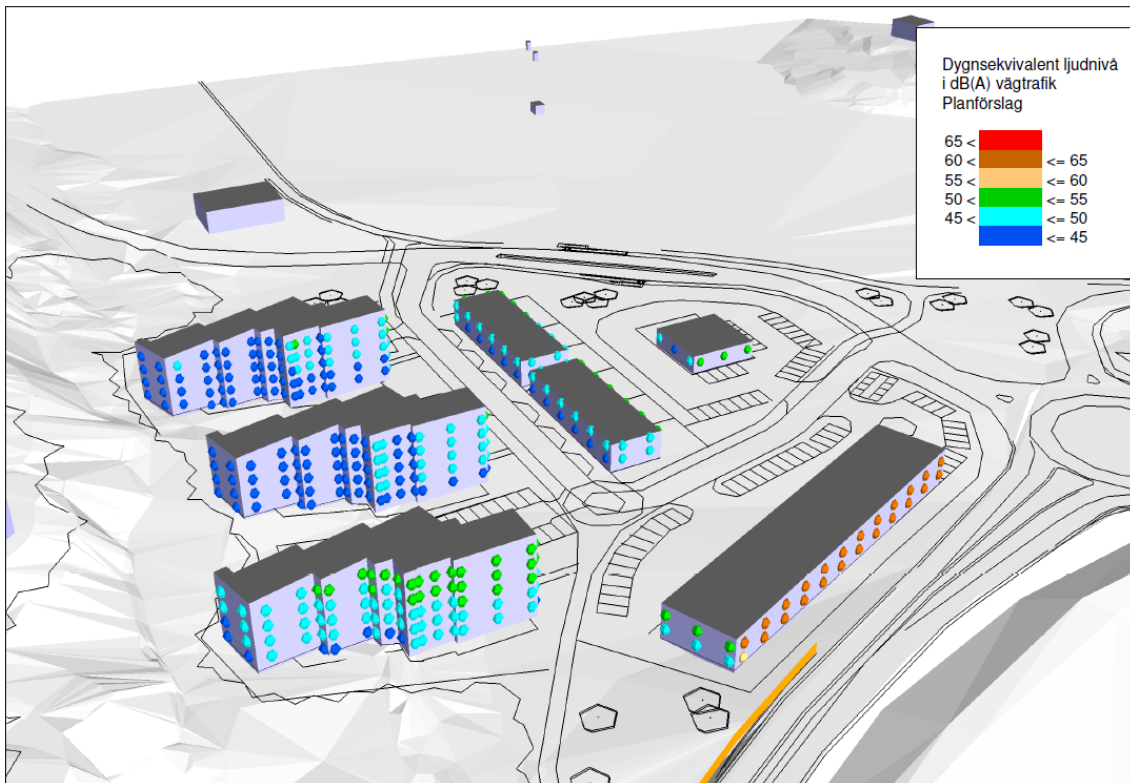 Dygnsekvivalent ljudnivå
i dB(A) vägtrafik
Planförslag
65 <
60 < <= 65
55 < <= 60
50 < <= 55
45 < <= 50
<= 45